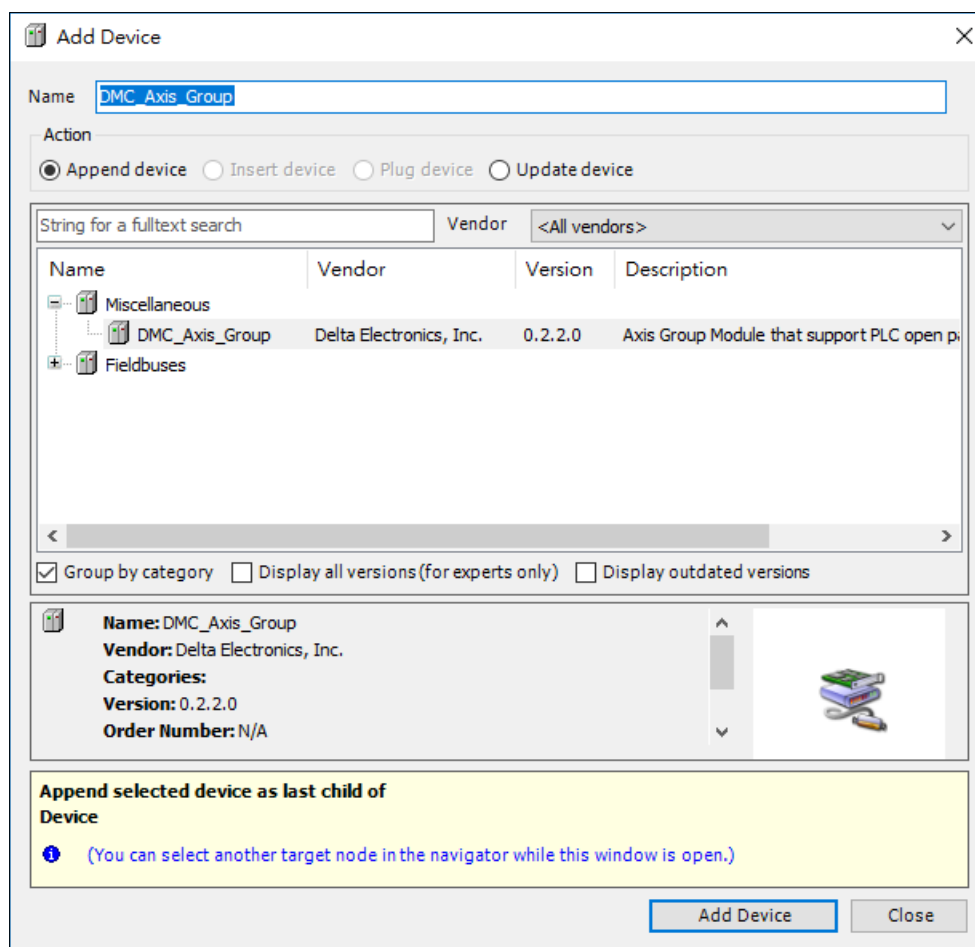 Add Device
Name DMC_Axis_Group
Action
Append device Insert device Plug device Update device
String for a fulltext search Vendor <All vendors>
Name Vendor Version Description
Miscellaneous
DMC_Axis_Group Delta Electronics, Inc. 0.2.2.0 Axis Group Module that support PLC open
Fieldbuses
Group by category Display all versions (for experts only) Display outdated versions
Name: DMC_Axis_Group
Vendor: Delta Electronics, Inc.
Categories:
Version: 0.2.2.0
Order Number: N/A
Append selected device as last child of
Device
(You can select another target node in the navigator while this window is open.)
Add Device Close